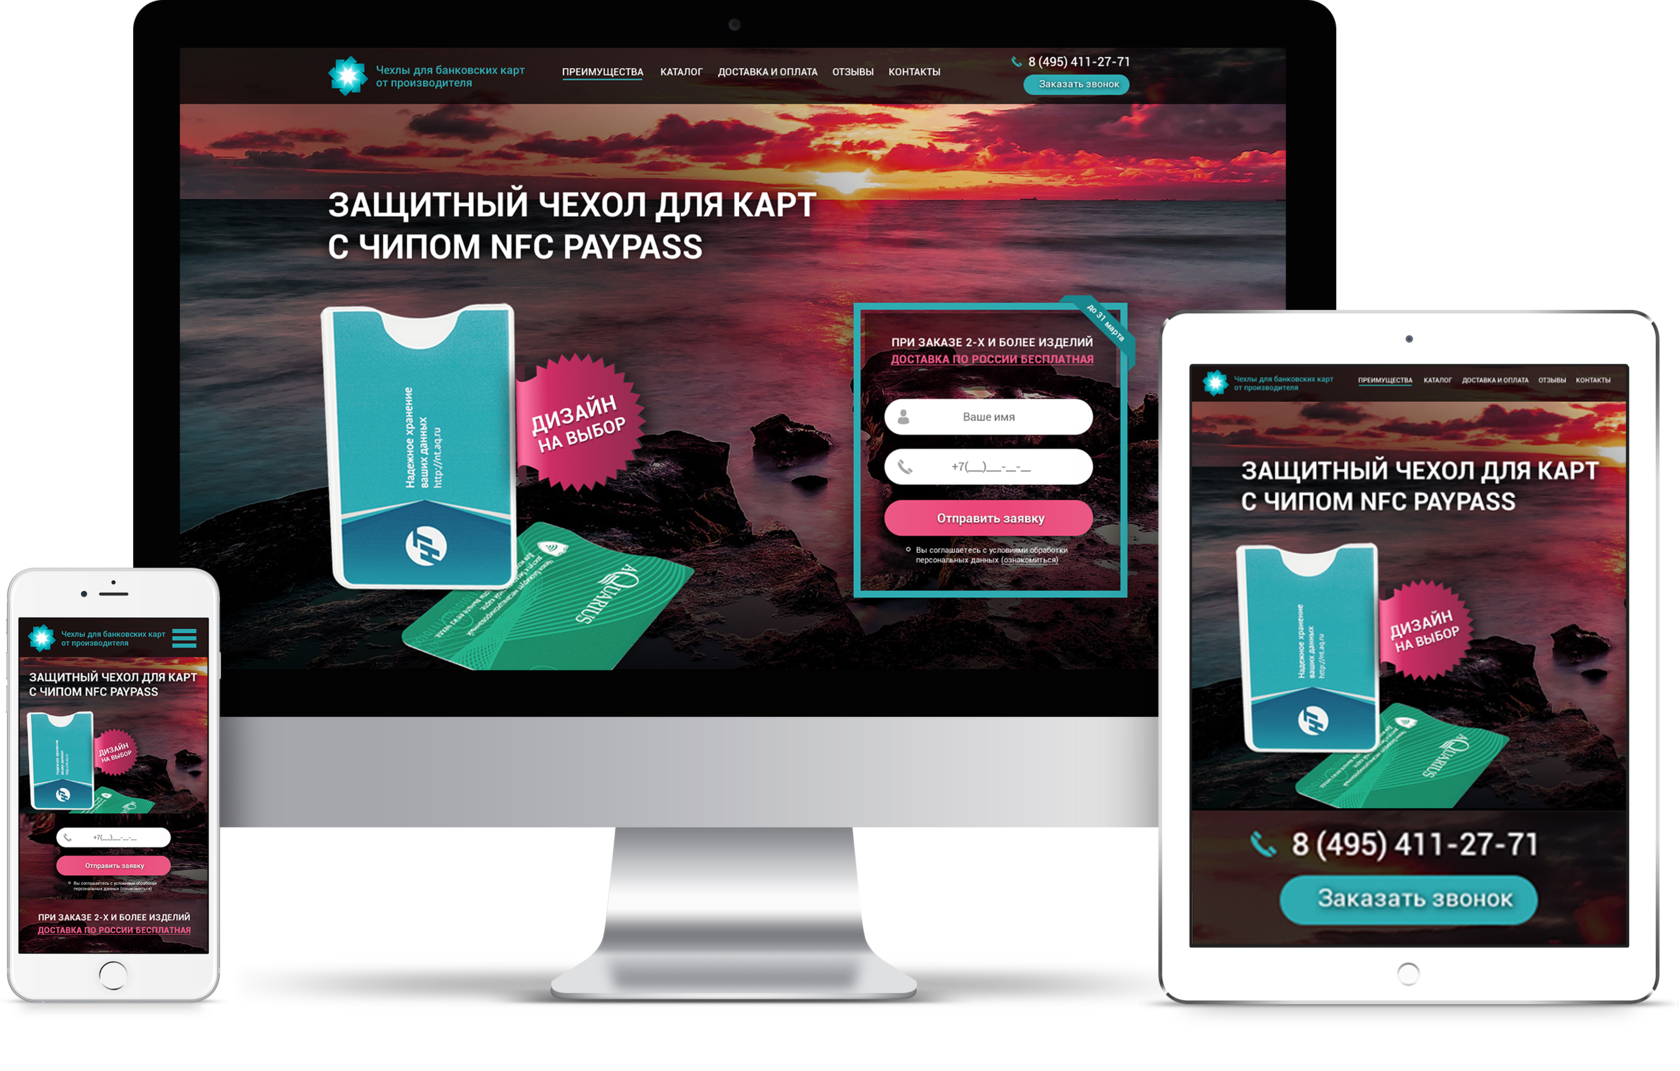 Чехлы для банковских карт
от производителя
ПРЕИМУЩЕСТВА КАТАЛОГ ДОСТАВКА И ОПЛАТА ОТЗЫВЫ КОНТАКТЫ
8 (495) 411-27-71
Заказать звонок
ЗАЩИТНЫЙ ЧЕХОЛ ДЛЯ КАРТ
С ЧИПОМ NFC PAYPASS
Надежное хранение
ваших данных
http://nt.aq.ru
НТ
ДИЗАЙН
НА ВЫБОР
AQUARIUS
до 31 марта
ПРИ ЗАКАЗЕ 2-Х И БОЛЕЕ ИЗДЕЛИЙ
ДОСТАВКА ПО РОССИИ БЕСПЛАТНАЯ
Ваше имя
+7(__)__-_-_
Отправить заявку
Вы соглашаетесь с условиями обработки
персональных данных (ознакомиться)
Чехлы для банковских карт
от производителя
ПРЕИМУЩЕСТВА КАТАЛОГ ДОСТАВКА И ОПЛАТА ОТЗЫВЫ КОНТАКТЫ
ЗАЩИТНЫЙ ЧЕХОЛ ДЛЯ КАРТ
С ЧИПОМ NFC PAYPASS
Надежное хранение
ваших данных
http://nt.aq.ru
НТ
ДИЗАЙН
НА ВЫБОР
AQUARIUS
8 (495) 411-27-71
Заказать звонок
Чехлы для банковских карт
от производителя
ЗАЩИТНЫЙ ЧЕХОЛ ДЛЯ КАРТ
С ЧИПОМ NFC PAYPASS
НТ
ДИЗАЙН
НА ВЫБОР
+7(__)__-_-_
Отправить заявку
Вы соглашаетесь с условиями обработки
персональных данных (ознакомиться)
ПРИ ЗАКАЗЕ 2-Х И БОЛЕЕ ИЗДЕЛИЙ
ДОСТАВКА ПО РОССИИ БЕСПЛАТНАЯ